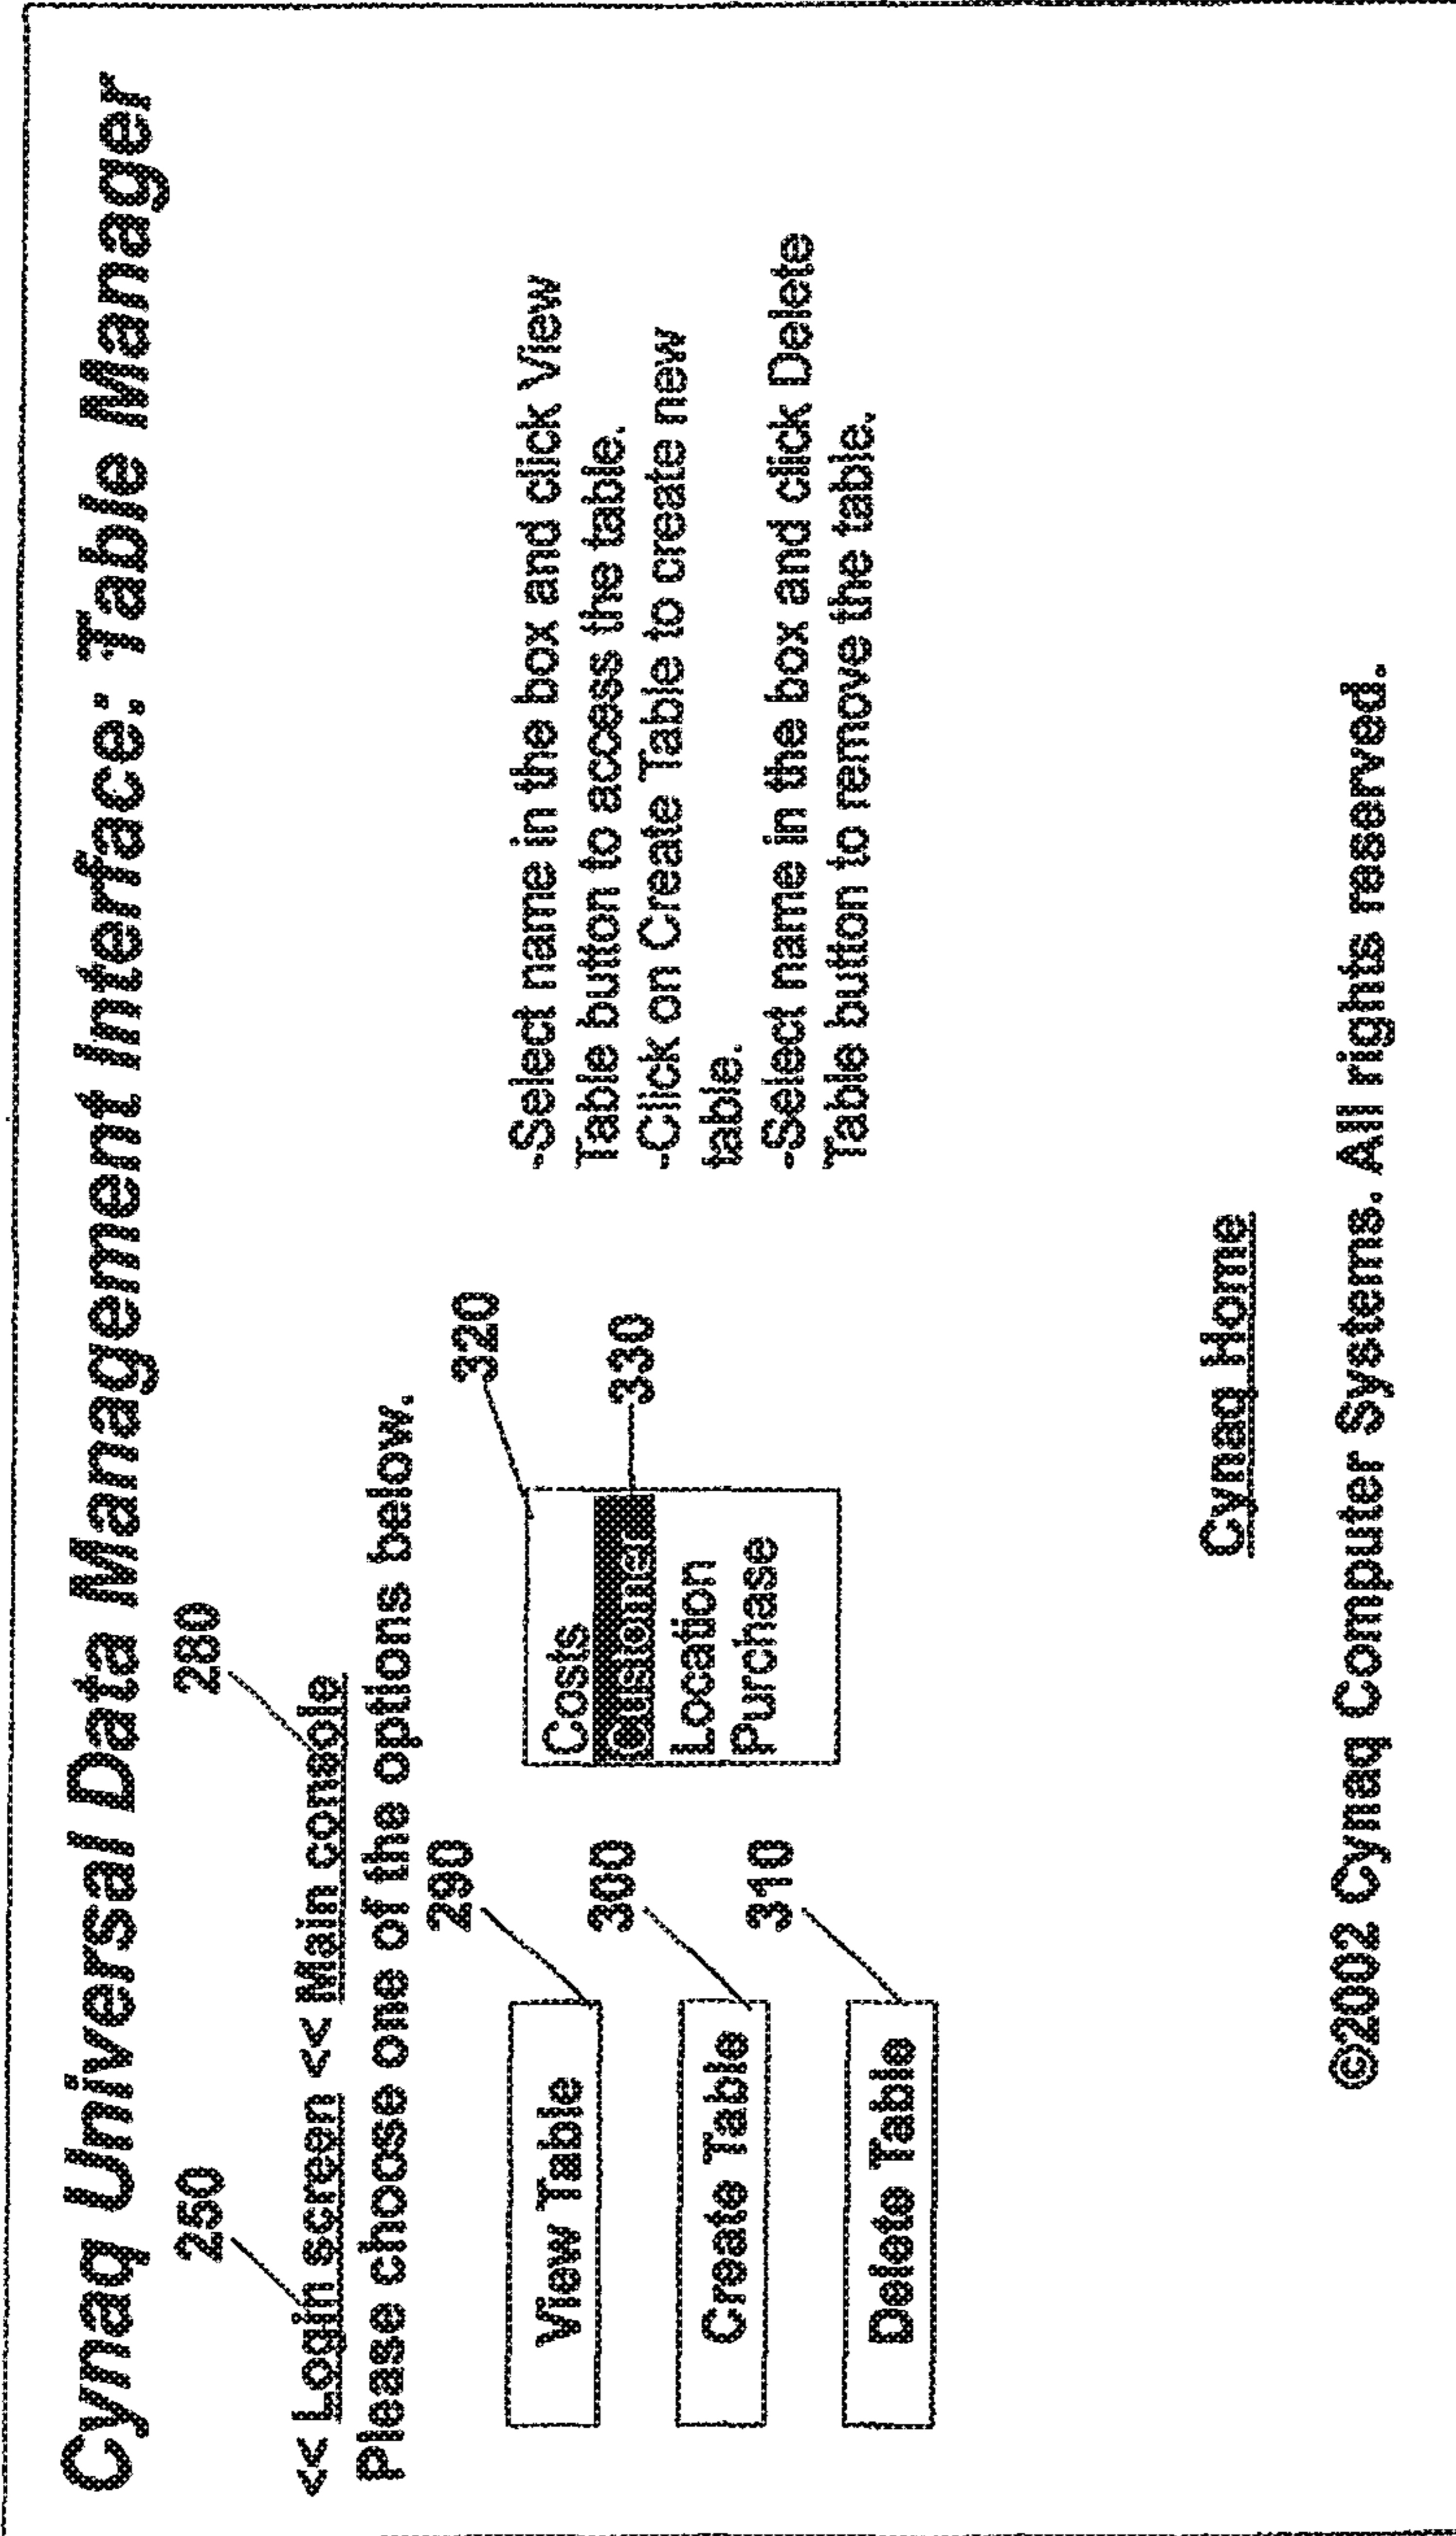 Cynaq Universal Data Management Interface: Table Manager
250
280
<< Login screen << Main console
Please choose one of the options below.
290
320
View Table
Costs
330
300
Create Table
Location
Purchase
310
Delete Table
-Select name in the box and click View
Table button to access the table.
-Click on Create Table to create new
table.
-Select name in the box and click Delete
Table button to remove the table.
Cynaq Home
©2002 Cynaq Computer Systems. All rights reserved.